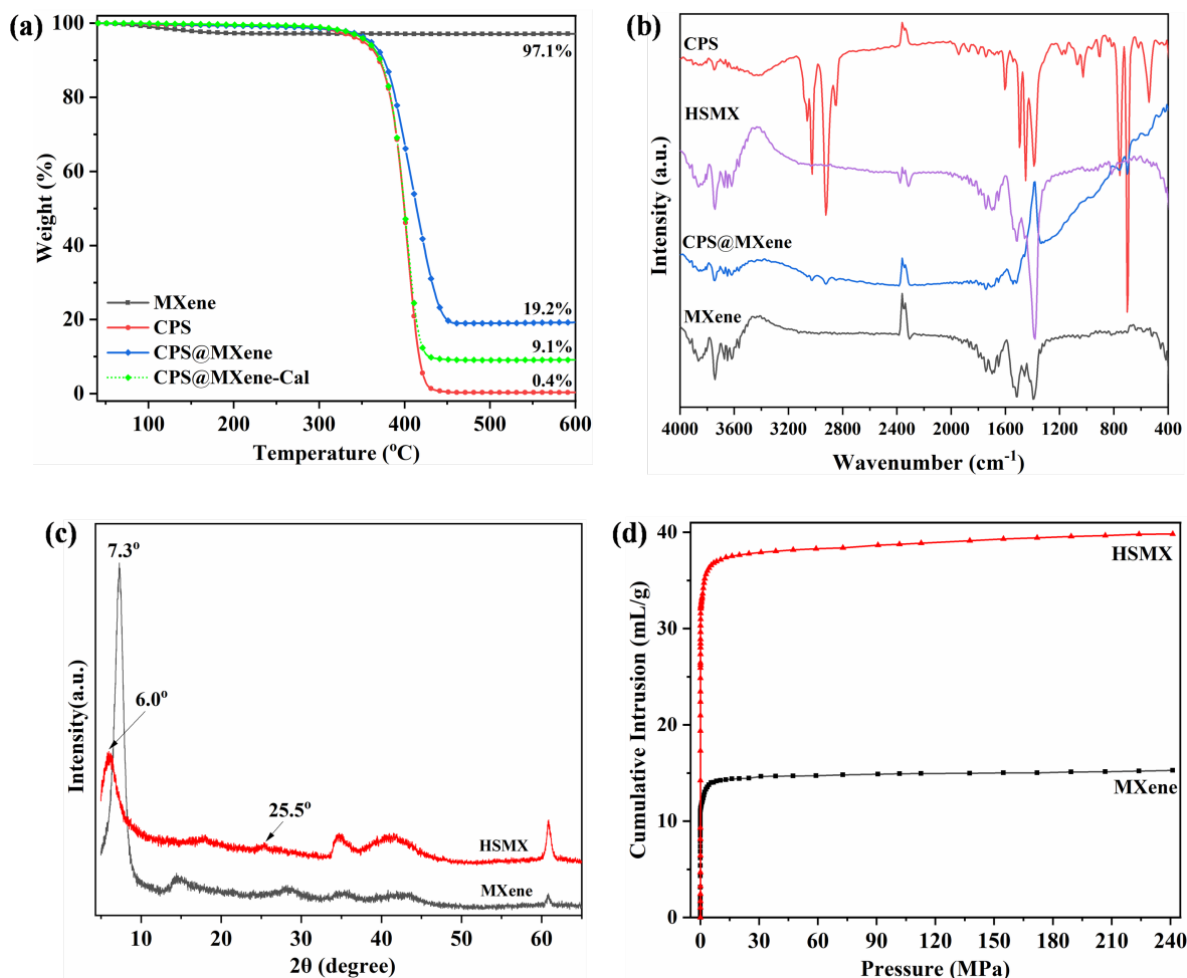 (a)
100
80
60
40
20
0
Weight (%)
97.1%
19.2%
9.1%
0.4%
MXene
CPS
CPS@MXene
CPS@MXene-Cal
100 200 300 400 500 600
Temperature (°C)
(b)
CPS
HSMX
CPS@MXene
MXene
Intensity (a.u.)
4000 3600 3200 2800 2400 2000 1600 1200 800 400
Wavenumber (cm⁻¹)
(c)
7.3°
6.0°
25.5°
HSMX
MXene
Intensity(a.u.)
10 20 30 40 50 60
2θ (degree)
(d)
40
30
20
10
0
Cumulative Intrusion (mL/g)
HSMX
MXene
0 30 60 90 120 150 180 210 240
Pressure (MPa)